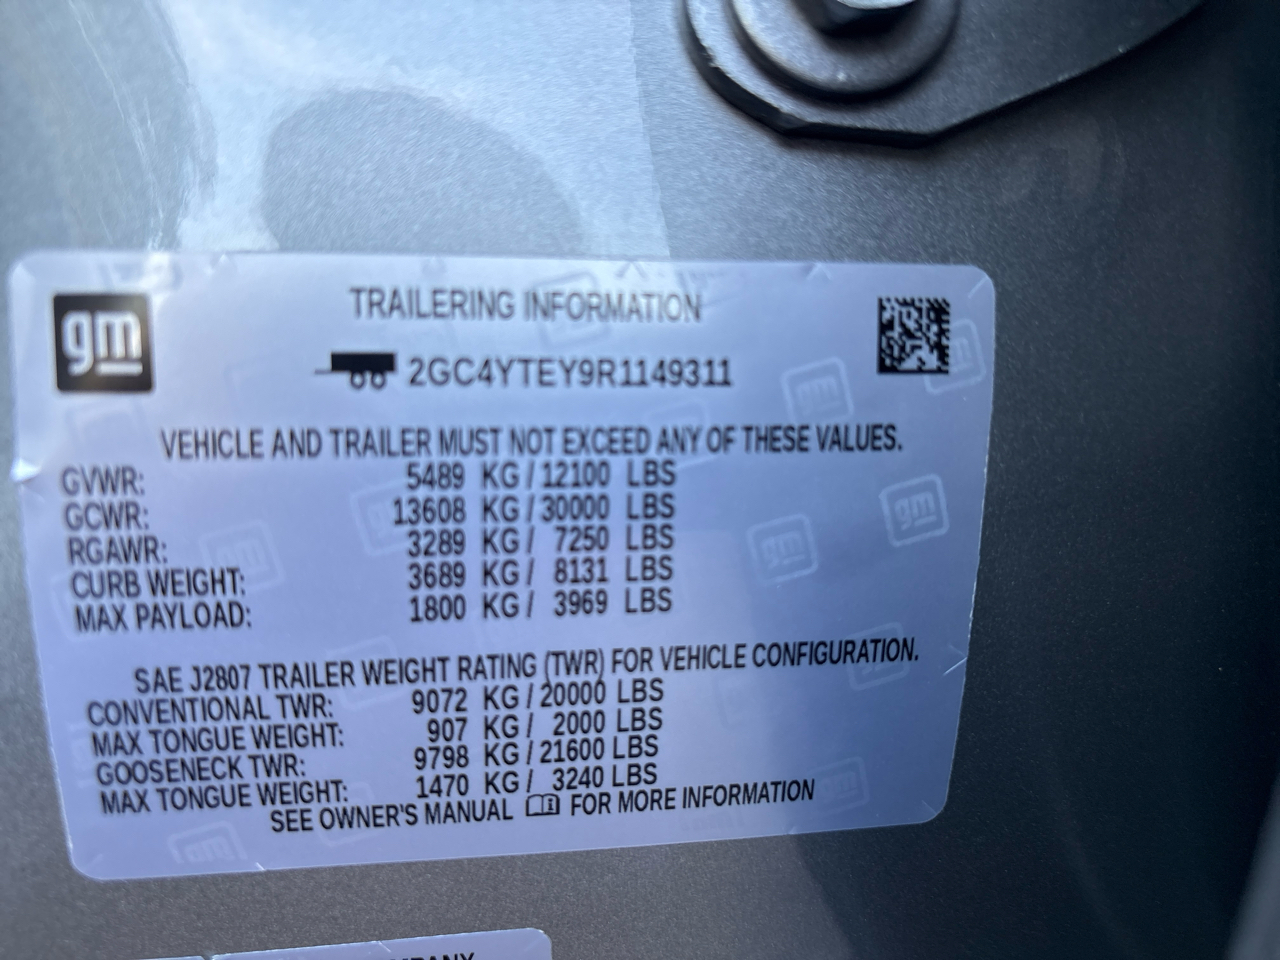 gm
TRAILERING INFORMATION
2GC4YTEY9R1149311
VEHICLE AND TRAILER MUST NOT EXCEED ANY OF THESE VALUES.
GVWR: 5489 KG / 12100 LBS
GCWR: 13608 KG / 30000 LBS
RGAWR: 3289 KG / 7250 LBS
CURB WEIGHT: 3689 KG / 8131 LBS
MAX PAYLOAD: 1800 KG / 3969 LBS
SAE J2807 TRAILER WEIGHT RATING (TWR) FOR VEHICLE CONFIGURATION.
CONVENTIONAL TWR: 9072 KG / 20000 LBS
MAX TONGUE WEIGHT: 907 KG / 2000 LBS
GOOSENECK TWR: 9798 KG / 21600 LBS
MAX TONGUE WEIGHT: 1470 KG / 3240 LBS
SEE OWNER'S MANUAL FOR MORE INFORMATION